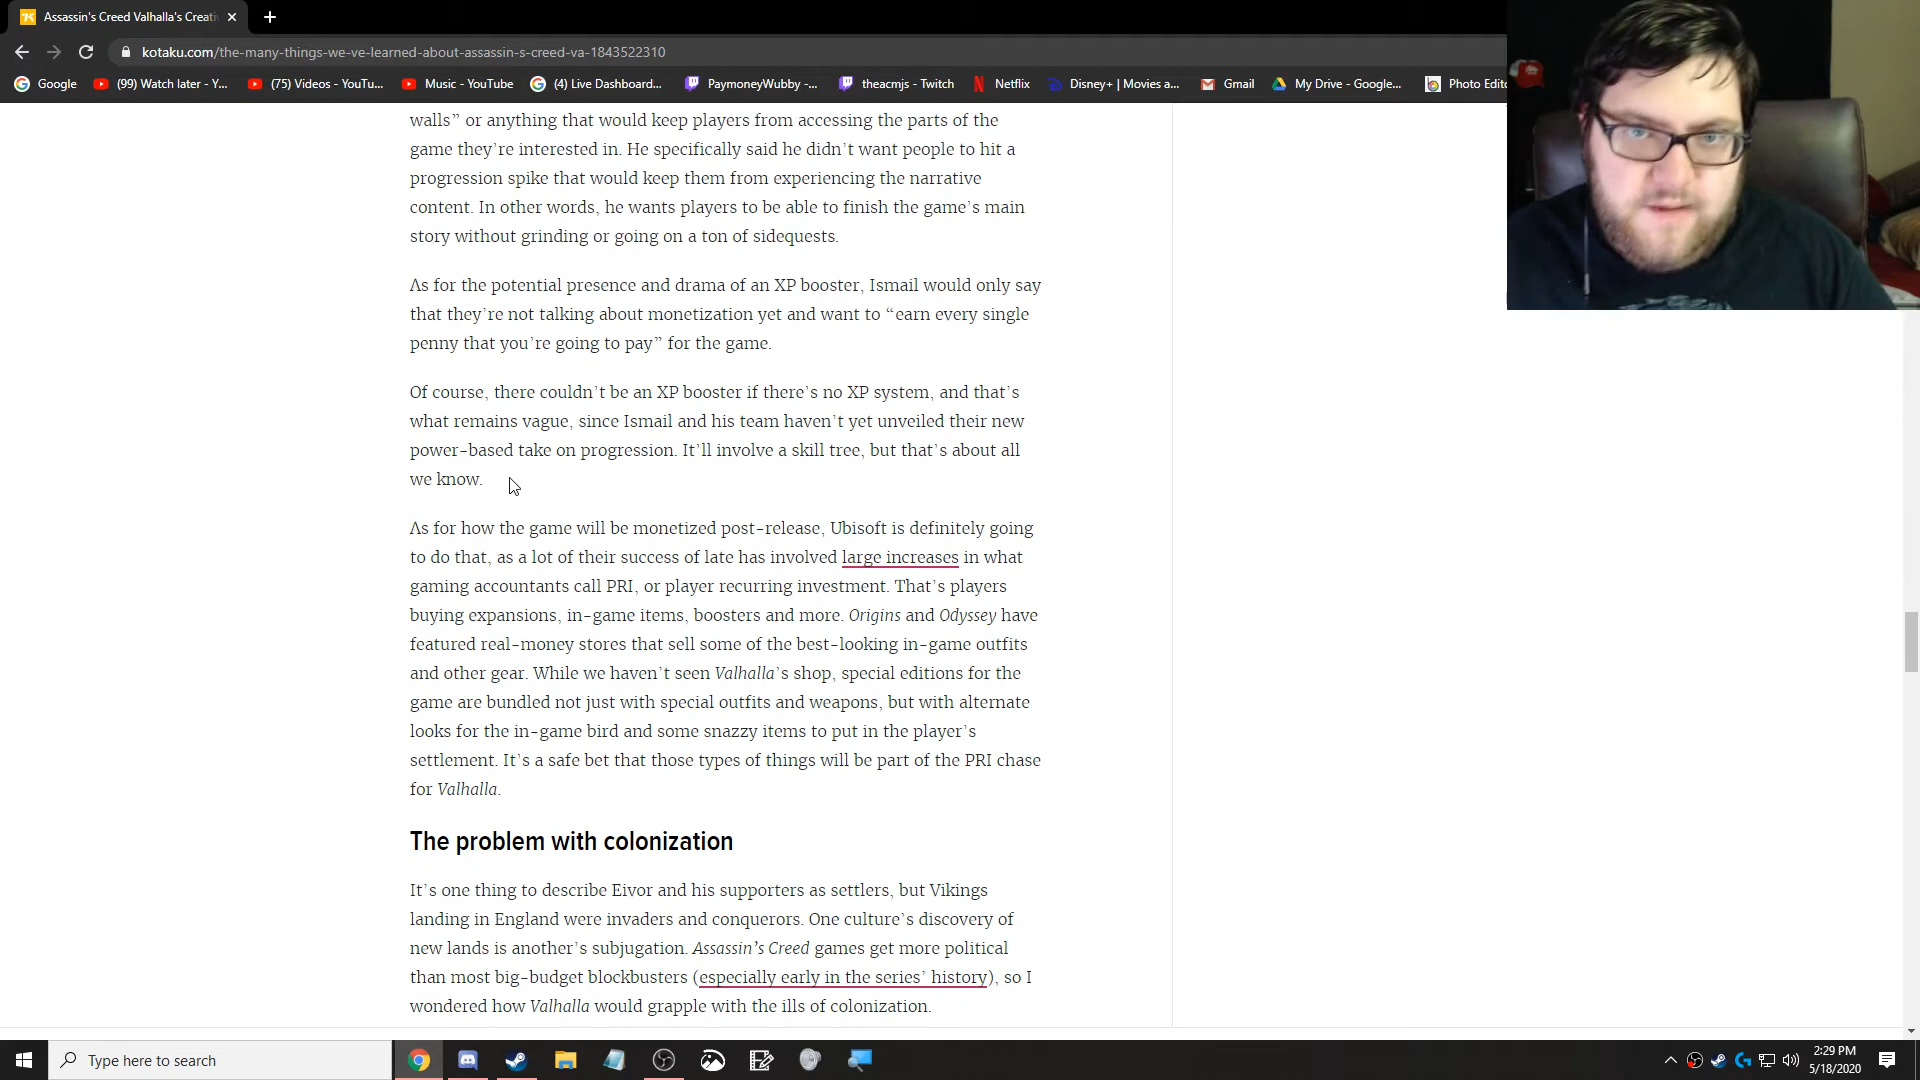 Assassin's Creed Valhalla's Creati
kotaku.com/the-many-things-we-ve-learned-about-assassin-s-creed-va-1843522310
Google
(99) Watch later - Y...
(75) Videos - YouTu...
Music - YouTube
(4) Live Dashboard...
PaymoneyWubby -...
theacmjs - Twitch
Netflix
Disney+ | Movies a...
Gmail
My Drive - Google...
Photo Edito
walls” or anything that would keep players from accessing the parts of the
game they’re interested in. He specifically said he didn’t want people to hit a
progression spike that would keep them from experiencing the narrative
content. In other words, he wants players to be able to finish the game’s main
story without grinding or going on a ton of sidequests.
As for the potential presence and drama of an XP booster, Ismail would only say
that they’re not talking about monetization yet and want to “earn every single
penny that you’re going to pay” for the game.
Of course, there couldn’t be an XP booster if there’s no XP system, and that’s
what remains vague, since Ismail and his team haven’t yet unveiled their new
power-based take on progression. It’ll involve a skill tree, but that’s about all
we know.
As for how the game will be monetized post-release, Ubisoft is definitely going
to do that, as a lot of their success of late has involved large increases in what
gaming accountants call PRI, or player recurring investment. That’s players
buying expansions, in-game items, boosters and more. Origins and Odyssey have
featured real-money stores that sell some of the best-looking in-game outfits
and other gear. While we haven’t seen Valhalla’s shop, special editions for the
game are bundled not just with special outfits and weapons, but with alternate
looks for the in-game bird and some snazzy items to put in the player’s
settlement. It’s a safe bet that those types of things will be part of the PRI chase
for Valhalla.
The problem with colonization
It’s one thing to describe Eivor and his supporters as settlers, but Vikings
landing in England were invaders and conquerors. One culture’s discovery of
new lands is another’s subjugation. Assassin’s Creed games get more political
than most big-budget blockbusters (especially early in the series’ history), so I
wondered how Valhalla would grapple with the ills of colonization.
Type here to search
2:29 PM
5/18/2020